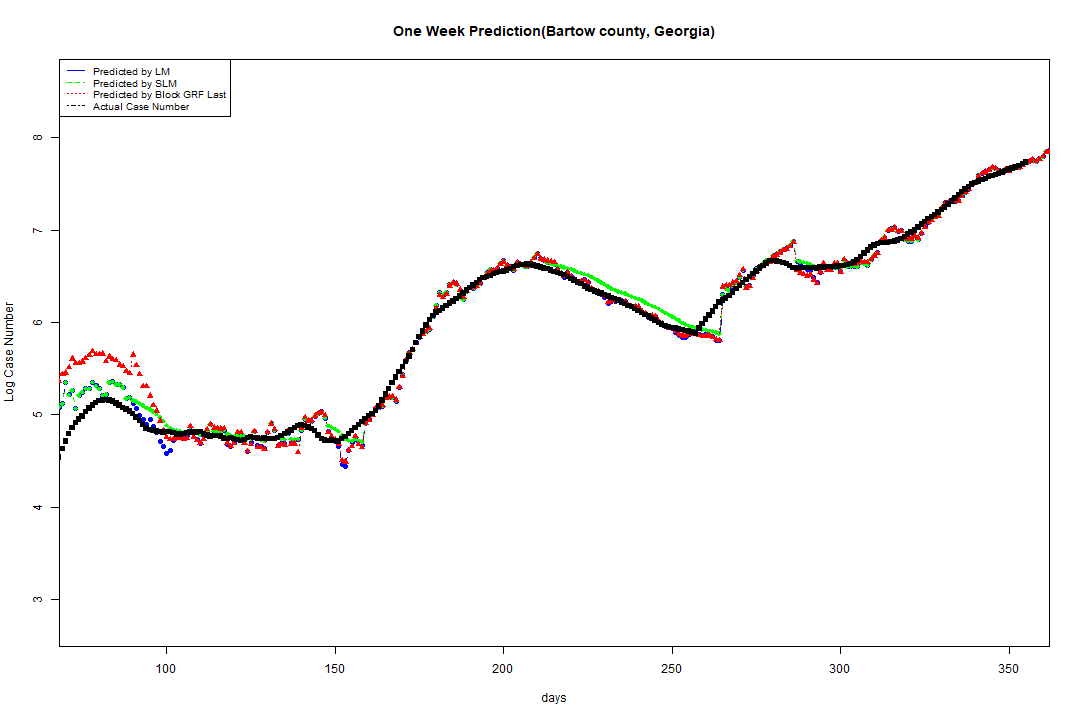 One Week Prediction(Bartow county, Georgia)
Predicted by LM
Predicted by SLM
Predicted by Block GRF Last
Actual Case Number
8
7
6
5
4
3
Log Case Number
100 150 200 250 300 350
days